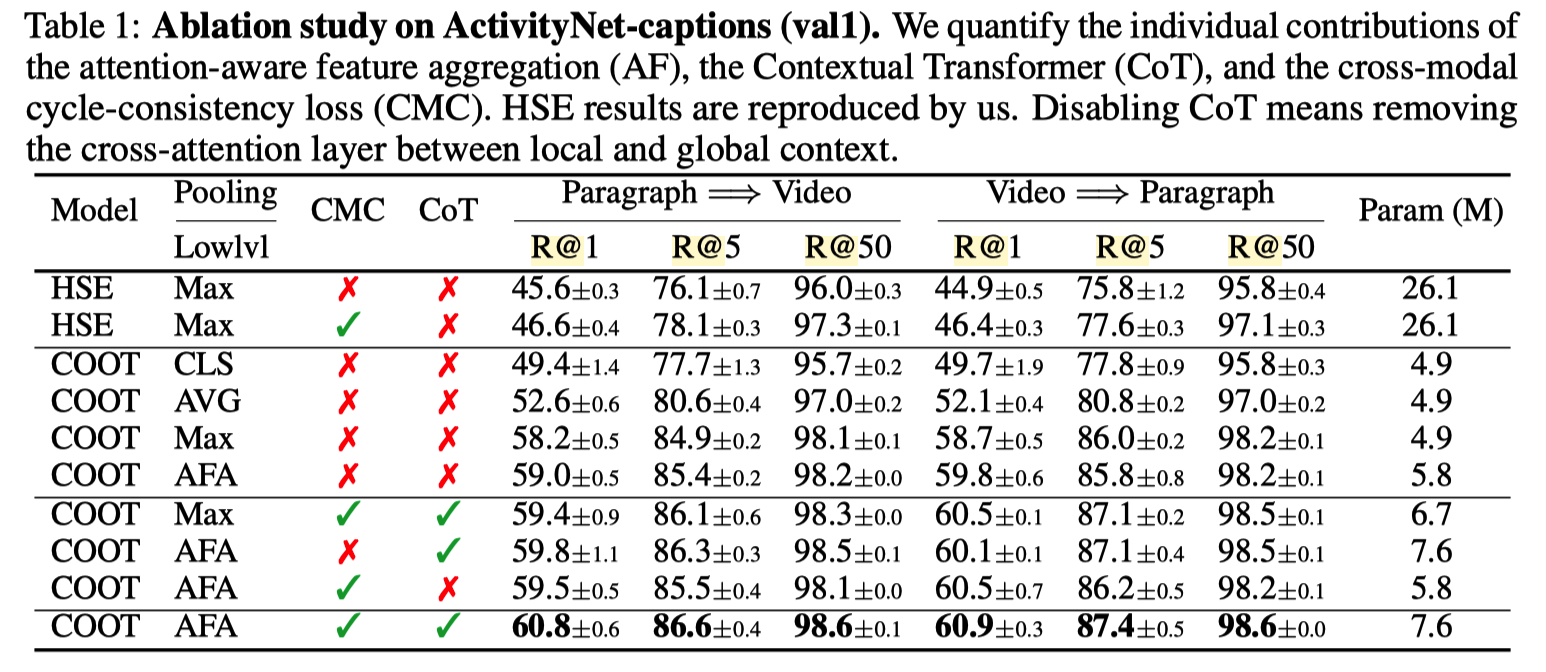 Table 1: Ablation study on ActivityNet-captions (val1). We quantify the individual contributions of
the attention-aware feature aggregation (AF), the Contextual Transformer (CoT), and the cross-modal
cycle-consistency loss (CMC). HSE results are reproduced by us. Disabling CoT means removing
the cross-attention layer between local and global context.
Model Pooling CMC CoT Paragraph ⟹ Video Video ⟹ Paragraph Param (M)
Lowlvl R@1 R@5 R@50 R@1 R@5 R@50
HSE Max ✗ ✗ 45.6±0.3 76.1±0.7 96.0±0.3 44.9±0.5 75.8±1.2 95.8±0.4 26.1
HSE Max ✓ ✗ 46.6±0.4 78.1±0.3 97.3±0.1 46.4±0.3 77.6±0.3 97.1±0.3 26.1
COOT CLS ✗ ✗ 49.4±1.4 77.7±1.3 95.7±0.2 49.7±1.9 77.8±0.9 95.8±0.3 4.9
COOT AVG ✗ ✗ 52.6±0.6 80.6±0.4 97.0±0.2 52.1±0.4 80.8±0.2 97.0±0.2 4.9
COOT Max ✗ ✗ 58.2±0.5 84.9±0.2 98.1±0.1 58.7±0.5 86.0±0.2 98.2±0.1 4.9
COOT AFA ✗ ✗ 59.0±0.5 85.4±0.2 98.2±0.0 59.8±0.6 85.8±0.8 98.2±0.1 5.8
COOT Max ✓ ✓ 59.4±0.9 86.1±0.6 98.3±0.0 60.5±0.1 87.1±0.2 98.5±0.1 6.7
COOT AFA ✗ ✓ 59.8±1.1 86.3±0.3 98.5±0.1 60.1±0.1 87.1±0.4 98.5±0.1 7.6
COOT AFA ✓ ✗ 59.5±0.5 85.5±0.4 98.1±0.0 60.5±0.7 86.2±0.5 98.2±0.1 5.8
COOT AFA ✓ ✓ 60.8±0.6 86.6±0.4 98.6±0.1 60.9±0.3 87.4±0.5 98.6±0.0 7.6